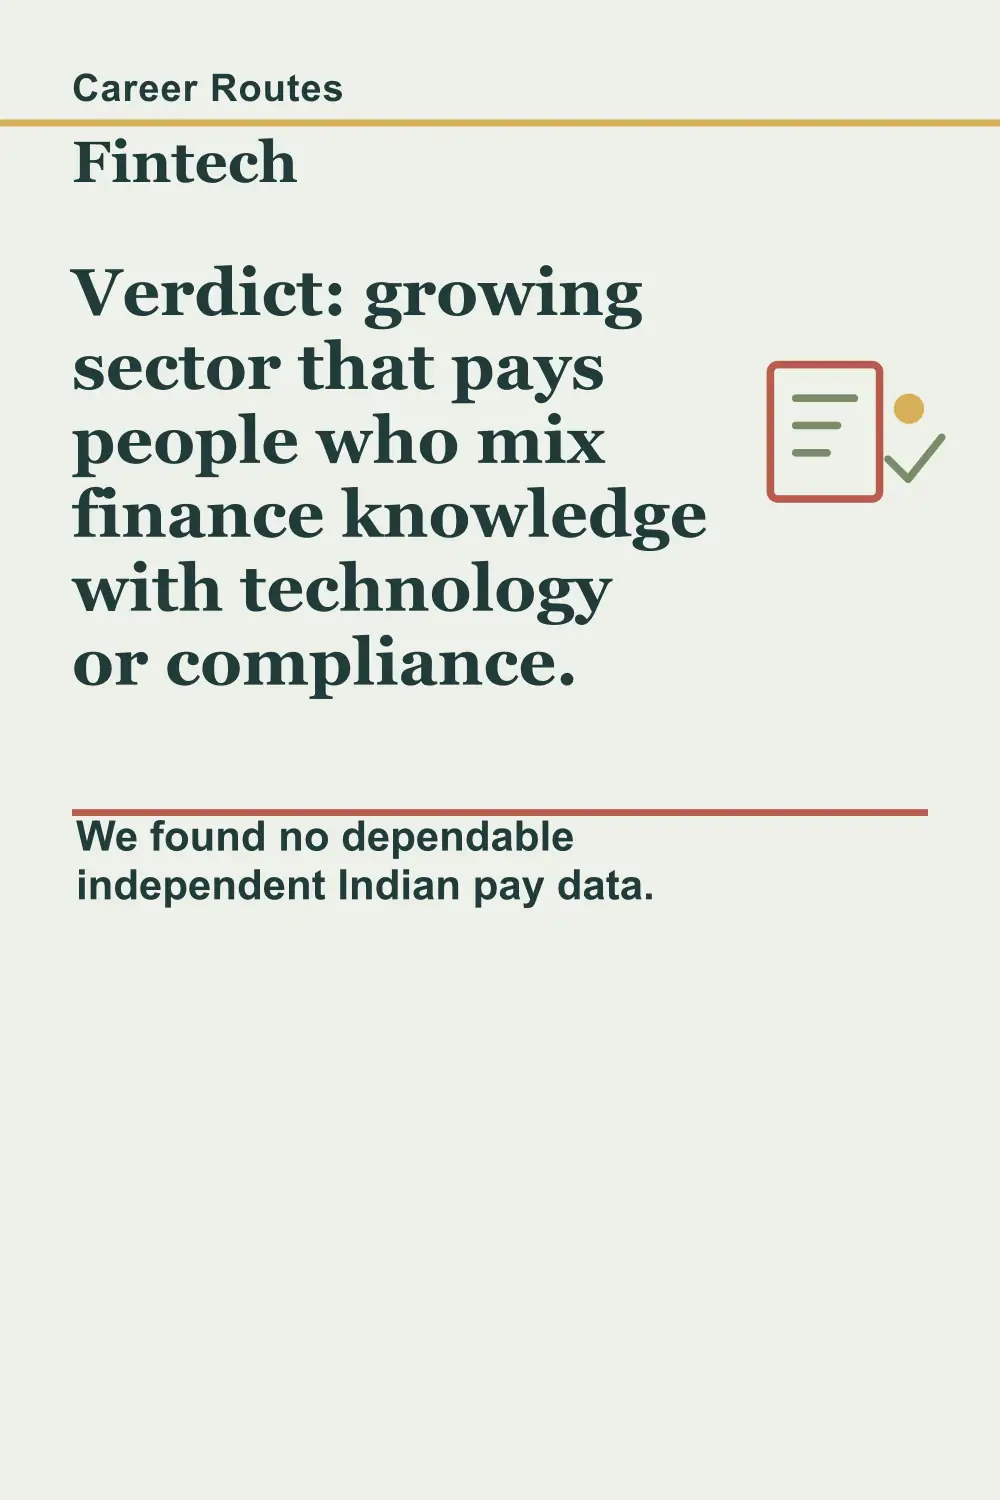 Career Routes
Fintech
Verdict: growing
sector that pays
people who mix
finance knowledge
with technology
or compliance.
We found no dependable
independent Indian pay data.